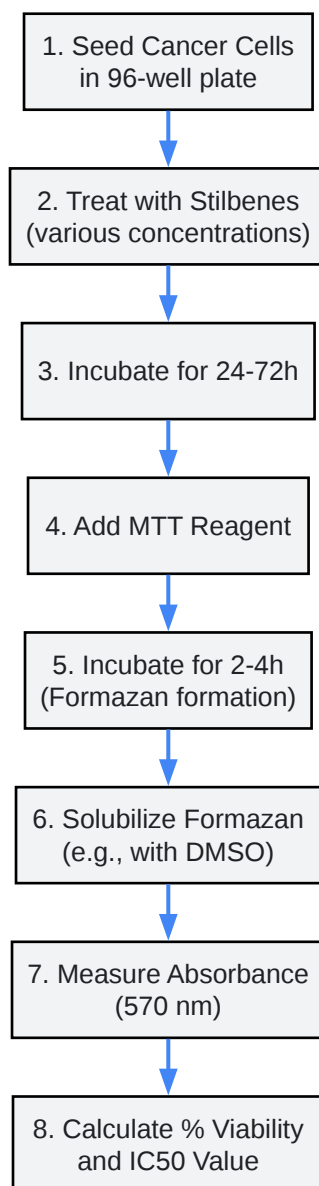 1. Seed Cancer Cells
in 96-well plate
2. Treat with Stilbenes
(various concentrations)
3. Incubate for 24-72h
4. Add MTT Reagent
5. Incubate for 2-4h
(Formazan formation)
6. Solubilize Formazan
(e.g., with DMSO)
7. Measure Absorbance
(570 nm)
8. Calculate % Viability
and IC50 Value